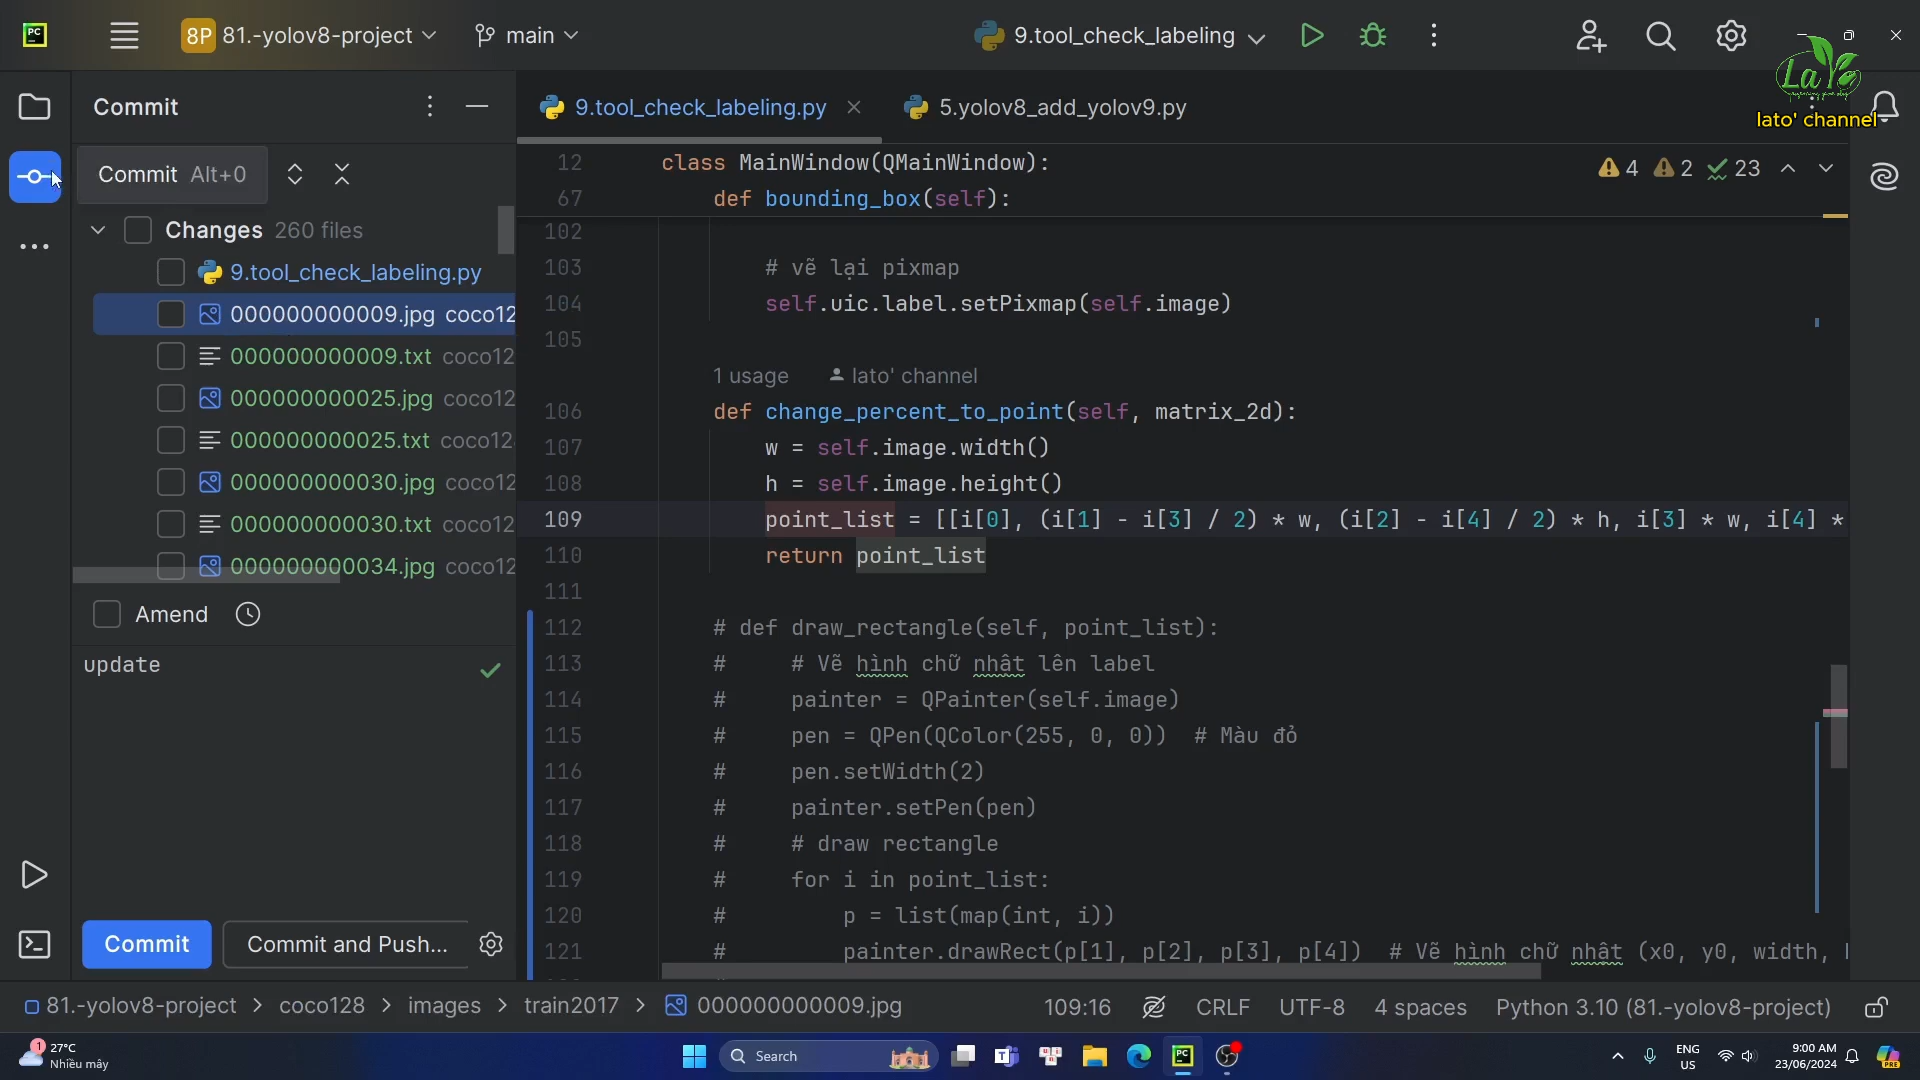 PC
8P 81.-yolov8-project
main
9.tool_check_labeling
LaTo
lato' channel
Commit
9.tool_check_labeling.py
5.yolov8_add_yolov9.py
Commit Alt+0
Changes 260 files
9.tool_check_labeling.py
000000000009.jpg coco12
000000000009.txt coco12
000000000025.jpg coco12
000000000025.txt coco12
000000000030.jpg coco12
000000000030.txt coco12
000000000034.jpg coco12
Amend
update
Commit
Commit and Push...
4 2 23
12 class MainWindow(QMainWindow):
67 def bounding_box(self):
102
103 # vẽ lại pixmap
104 self.uic.label.setPixmap(self.image)
105
1 usage lato' channel
106 def change_percent_to_point(self, matrix_2d):
107 w = self.image.width()
108 h = self.image.height()
109 point_list = [[i[0], (i[1] - i[3] / 2) * w, (i[2] - i[4] / 2) * h, i[3] * w, i[4] *
110 return point_list
111
112 # def draw_rectangle(self, point_list):
113 # # Vẽ hình chữ nhật lên label
114 # painter = QPainter(self.image)
115 # pen = QPen(QColor(255, 0, 0)) # Màu đỏ
116 # pen.setWidth(2)
117 # painter.setPen(pen)
118 # # draw rectangle
119 # for i in point_list:
120 # p = list(map(int, i))
121 # painter.drawRect(p[1], p[2], p[3], p[4]) # Vẽ hình chữ nhật (x0, y0, width,
81.-yolov8-project > coco128 > images > train2017 > 000000000009.jpg
109:16 CRLF UTF-8 4 spaces Python 3.10 (81.-yolov8-project)
1
27°C
Nhiều mây
Search
ENG
US
9:00 AM
23/06/2024